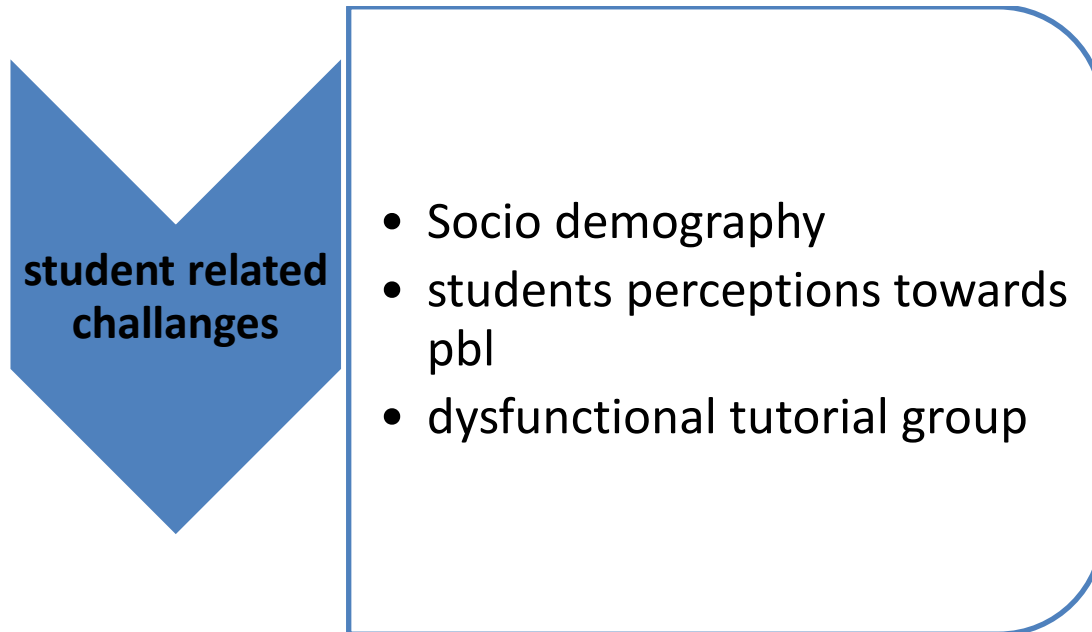 student related
challanges
• Socio demography
• students perceptions towards
pbl
• dysfunctional tutorial group